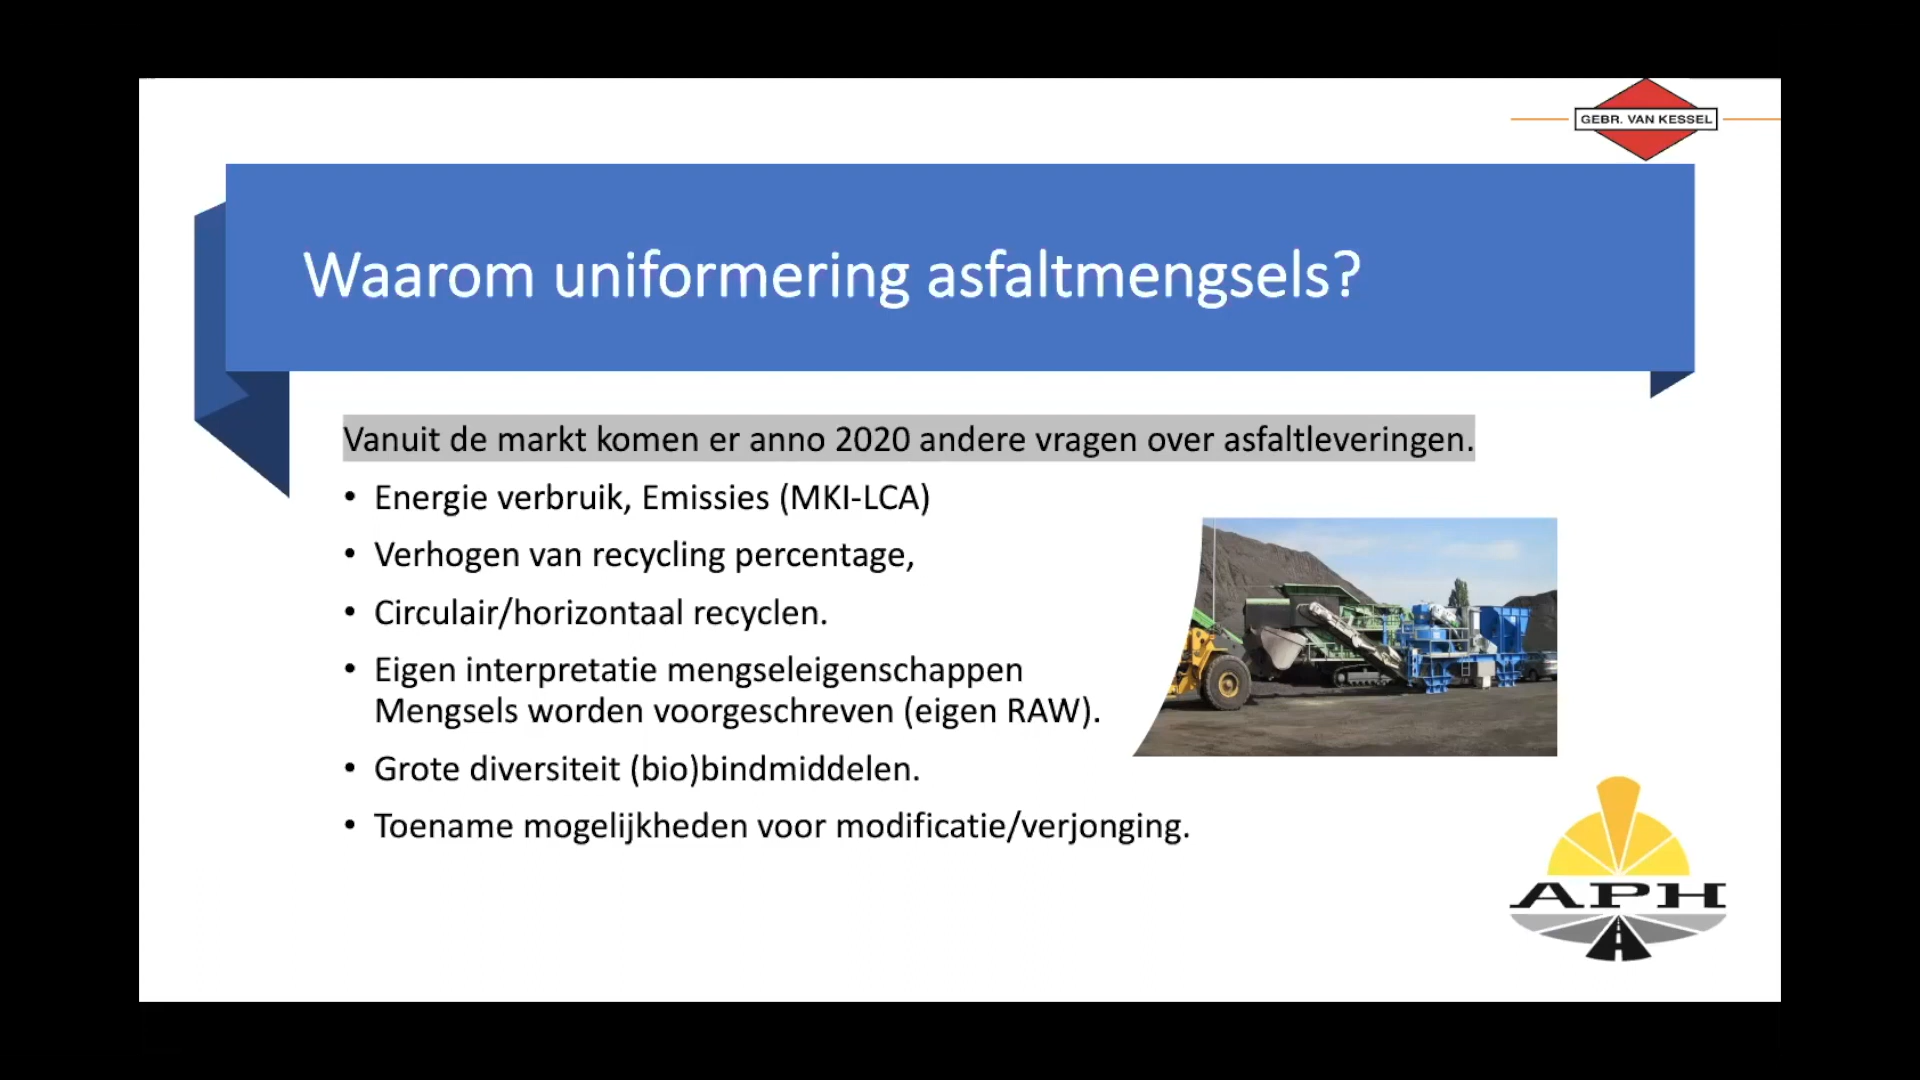 GEBR. VAN KESSEL
Waarom uniformering asfaltmengsels?
Vanuit de markt komen er anno 2020 andere vragen over asfaltleveringen.
• Energie verbruik, Emissies (MKI-LCA)
• Verhogen van recycling percentage,
• Circulair/horizontaal recyclen.
• Eigen interpretatie mengseleigenschappen
Mengsels worden voorgeschreven (eigen RAW).
• Grote diversiteit (bio)bindmiddelen.
• Toename mogelijkheden voor modificatie/verjonging.
APH